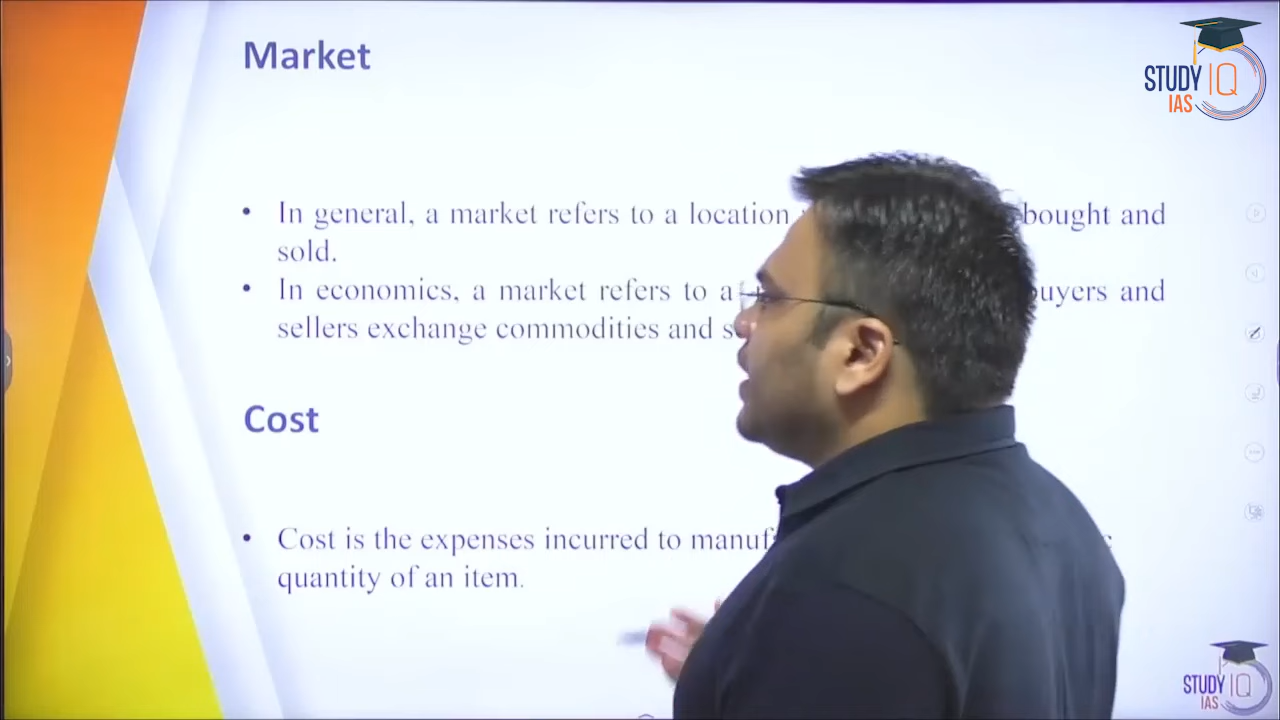 Market
STUDY IQ
IAS
• In general, a market refers to a location bought and
sold.
• In economics, a market refers to a buyers and
sellers exchange commodities and
Cost
• Cost is the expenses incurred to
quantity of an item.
STUDY IQ
IAS